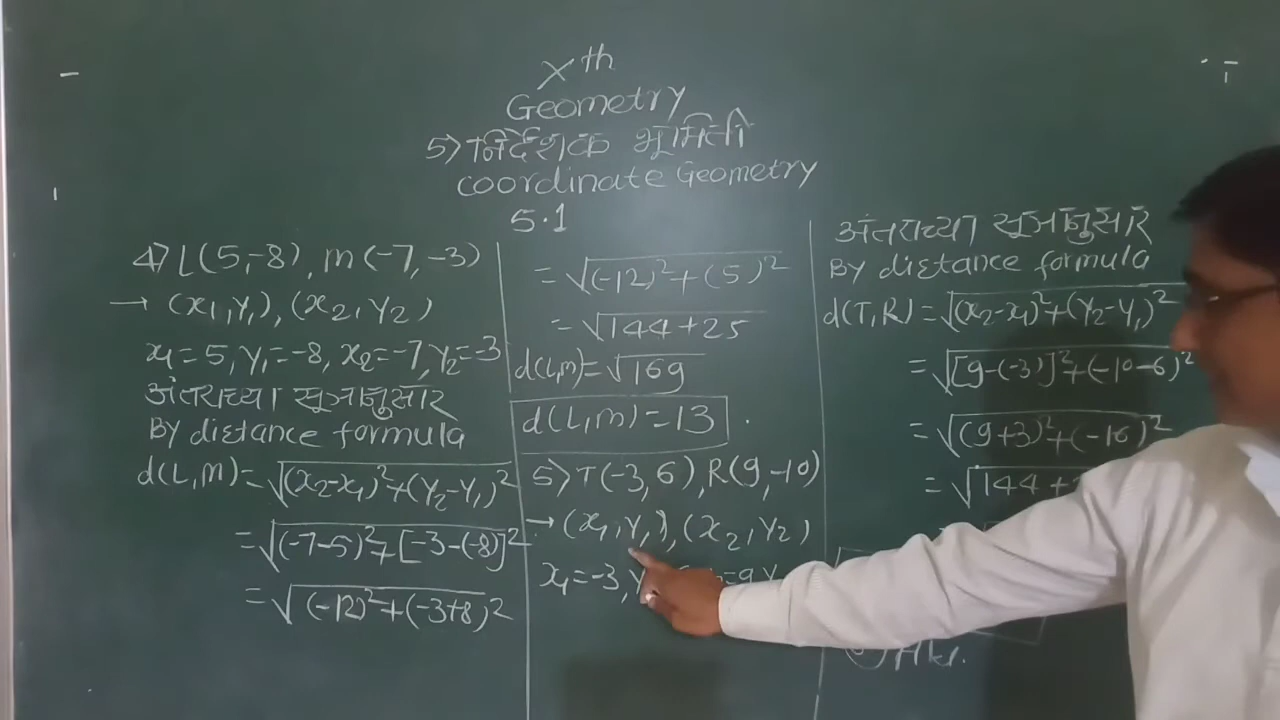 Xth
Geometry
5) निर्देशक भूमिती
coordinate Geometry
5.1
4) L(5,-8), m(-7,-3)
→ (x₁,y₁), (x₂,y₂)
x₁=5, y₁=-8, x₂=-7, y₂=-3
अंतराच्या सूत्रानुसार
By distance formula
d(L,M)=√(x₂-x₁)²+(y₂-y₁)²
=√(-7-5)²+[-3-(-8)]²
=√(-12)²+(-3+8)²
=√(-12)²+(5)²
=√144+25
d(L,m)=√169
d(L,m)=13
5) T(-3,6), R(9,-10)
→ (x₁,y₁), (x₂,y₂)
x₁=-3, y
अंतराच्या सूत्रानुसार
By distance formula
d(T,R)=√(x₂-x₁)²+(y₂-y₁)²
=√[9-(-3)]²+(-10-6)²
=√(9+3)²+(-16)²
=√144+